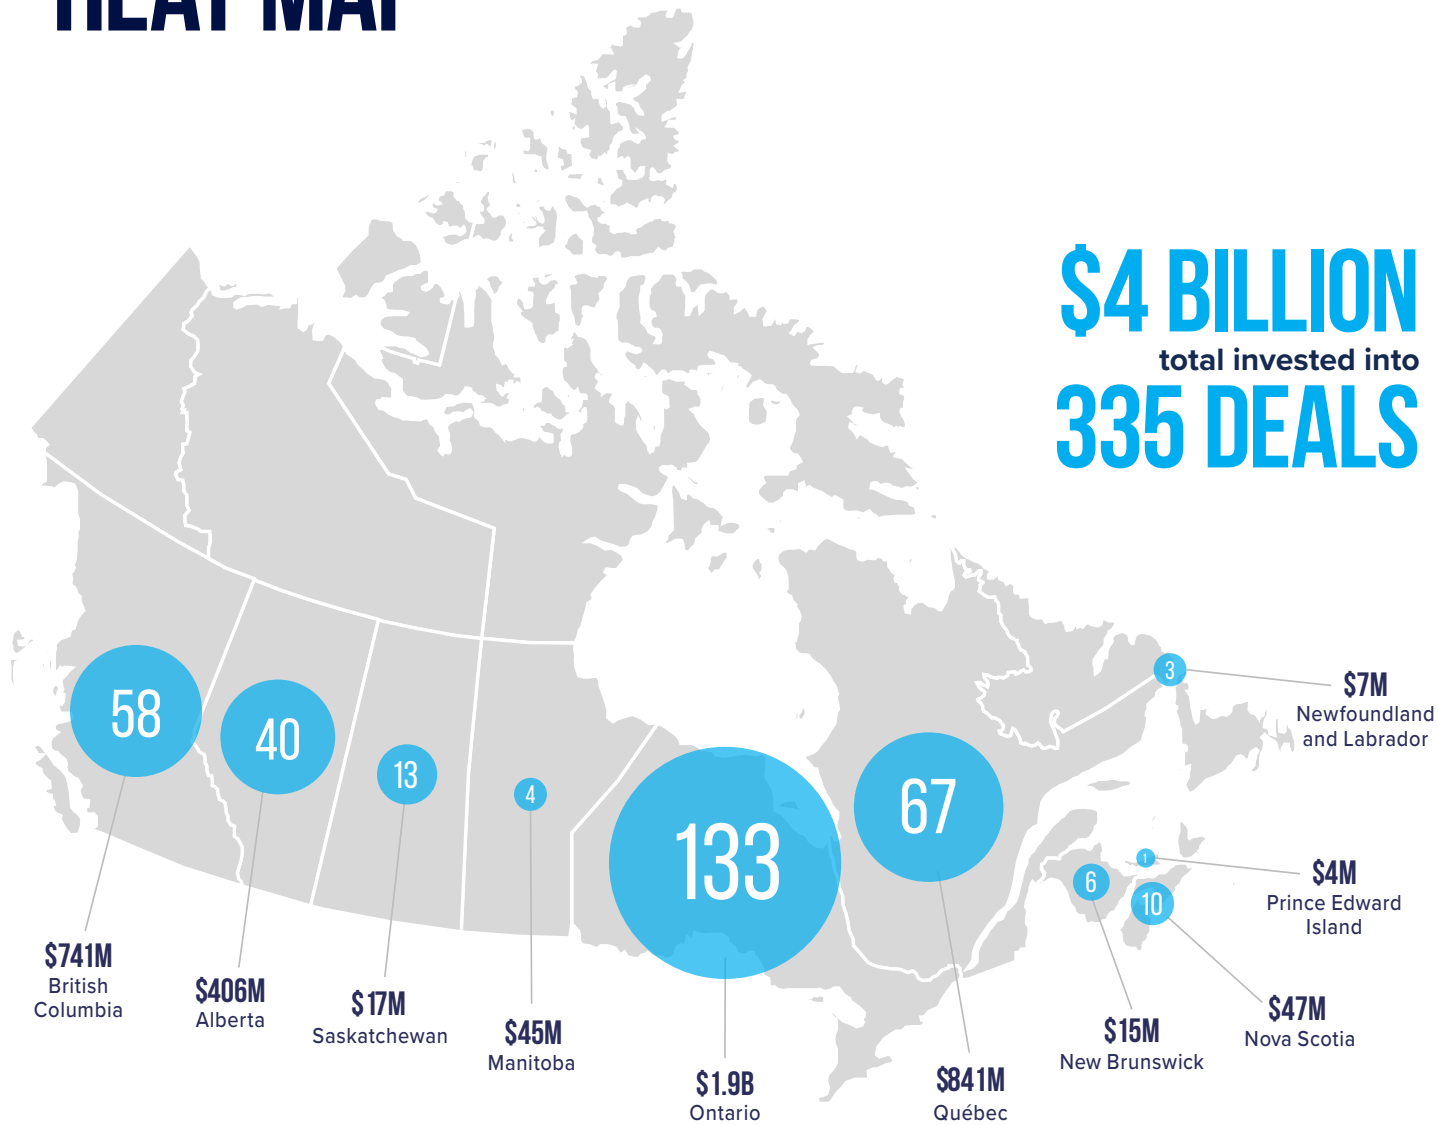 HEAT MAP
$4 BILLION
total invested into
335 DEALS
58
40
13
4
133
67
3
1
6
10
$741M
British
Columbia
$406M
Alberta
$17M
Saskatchewan
$45M
Manitoba
$1.9B
Ontario
$841M
Québec
$15M
New Brunswick
$47M
Nova Scotia
$4M
Prince Edward
Island
$7M
Newfoundland
and Labrador